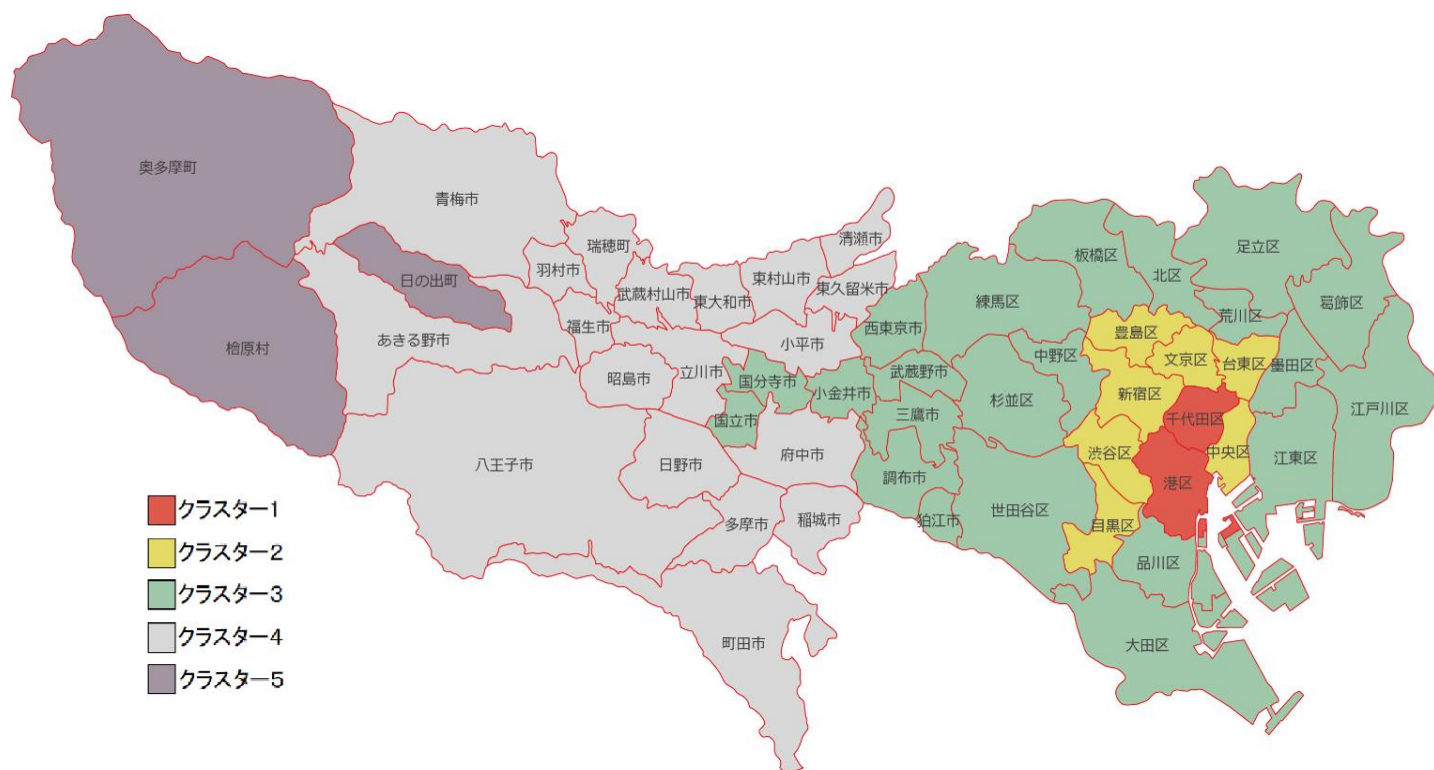 奥多摩町
青梅市
瑞穂町
羽村市
日の出町
武蔵村山市
東大和市
東村山市
清瀬市
東久留米市
檜原村
あきる野市
福生市
昭島市
立川市
小平市
国分寺市
小金井市
国立市
西東京市
武蔵野市
三鷹市
調布市
狛江市
八王子市
日野市
府中市
多摩市
稲城市
町田市
練馬区
板橋区
北区
足立区
葛飾区
荒川区
豊島区
文京区
台東区
墨田区
中野区
杉並区
新宿区
千代田区
江戸川区
渋谷区
中央区
江東区
港区
世田谷区
目黒区
品川区
大田区
クラスター1
クラスター2
クラスター3
クラスター4
クラスター5